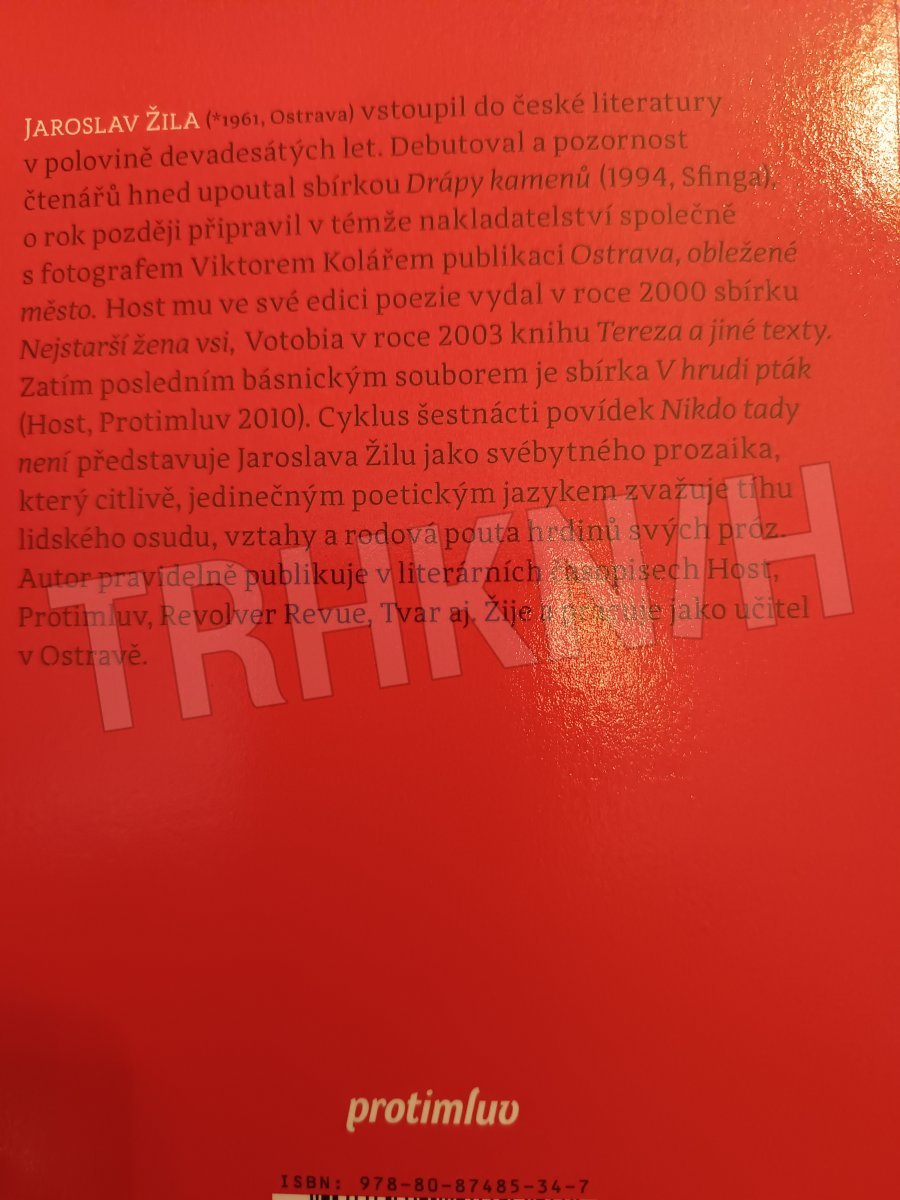 JAROSLAV ŽILA (*1961, Ostrava) vstoupil do české literatury
v polovině devadesátých let. Debutoval a pozornost
čtenářů hned upoutal sbírkou Drápy kamenů (1994, Sfinga),
o rok později připravil v témže nakladatelství společně
s fotografem Viktorem Kolářem publikaci Ostrava, obležené
město. Host mu ve své edici poezie vydal v roce 2000 sbírku
Nejstarší žena vsi, Votobia v roce 2003 knihu Tereza a jiné texty.
Zatím posledním básnickým souborem je sbírka V hrudi pták
(Host, Protimluv 2010). Cyklus šestnácti povídek Nikdo tady
není představuje Jaroslava Žilu jako svébytného prozaika,
který citlivě, jedinečným poetickým jazykem zvažuje tíhu
lidského osudu, vztahy a rodová pouta hrdinů svých próz.
Autor pravidelně publikuje v literárních časopisech Host,
Protimluv, Revolver Revue, Tvar aj. Žije a pracuje jako učitel
v Ostravě.
TRHKNIH
protimluv
ISBN: 978-80-87485-34-7